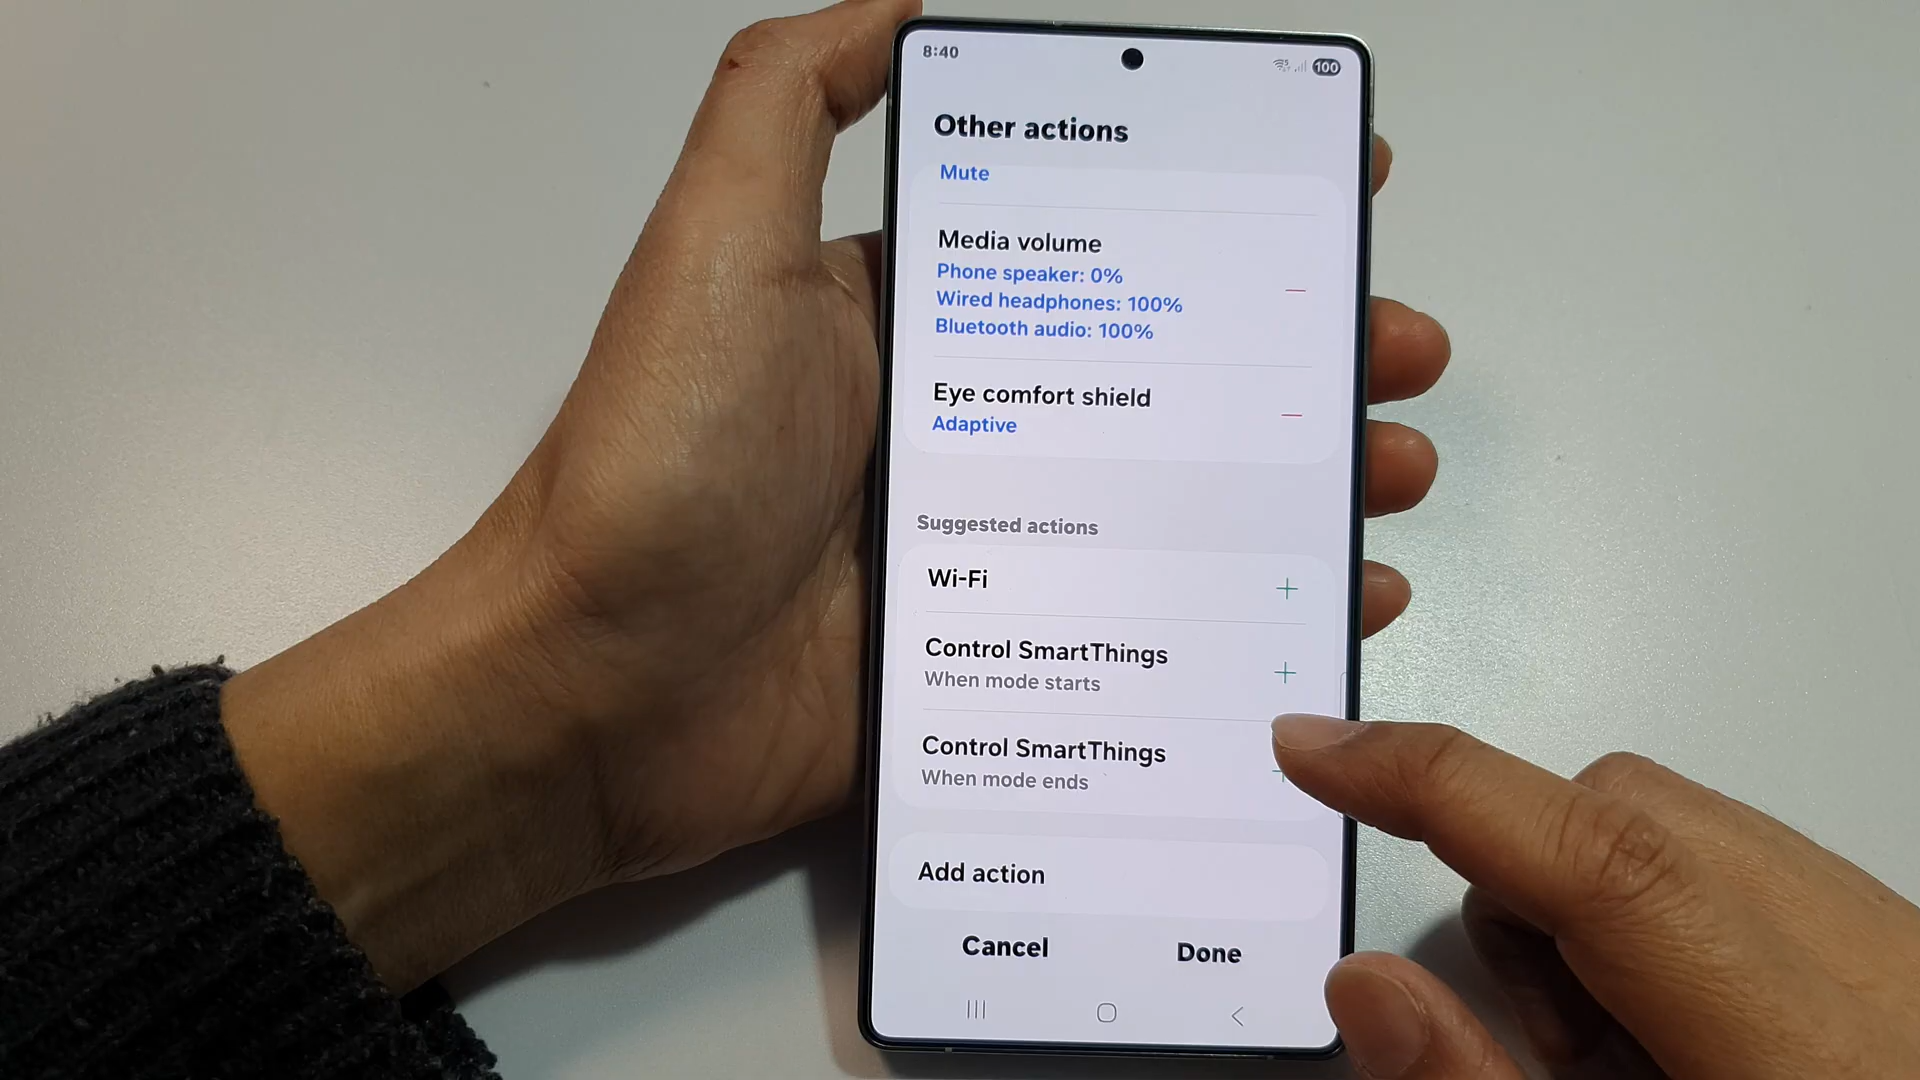 8:40
100
Other actions
Mute
Media volume
Phone speaker: 0%
Wired headphones: 100%
Bluetooth audio: 100%
Eye comfort shield
Adaptive
Suggested actions
Wi-Fi
Control SmartThings
When mode starts
Control SmartThings
When mode ends
Add action
Cancel
Done